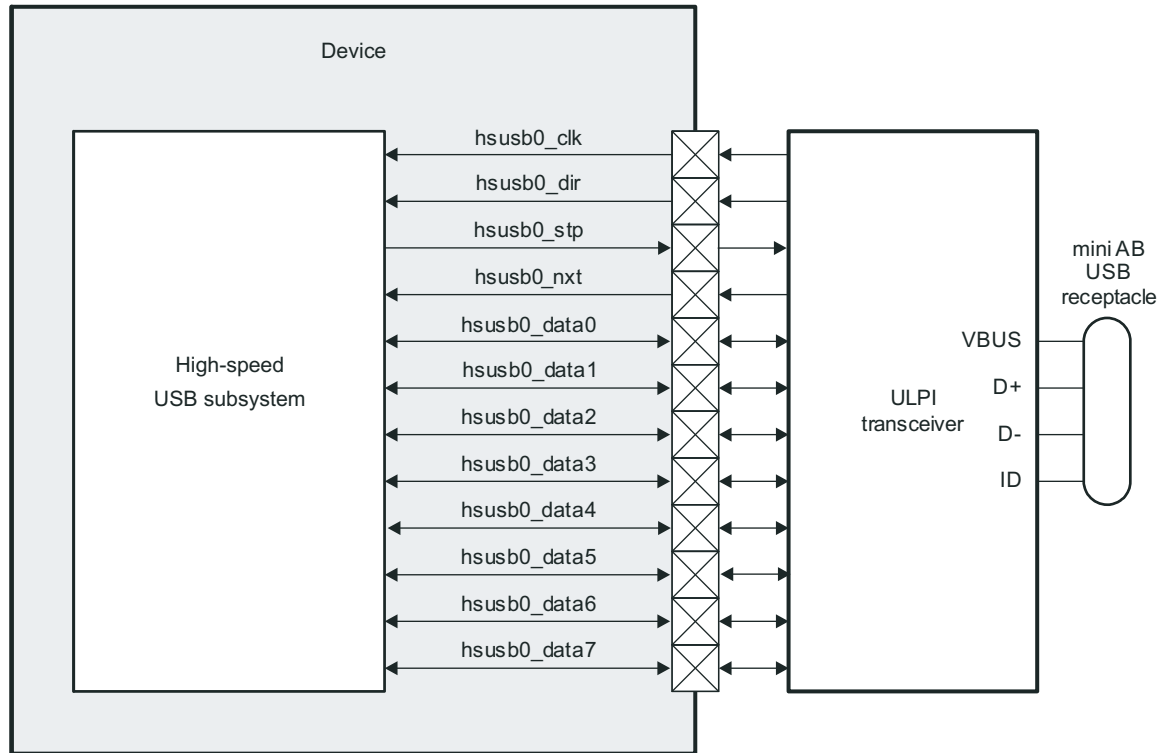 Device
hsusb0_clk
hsusb0_dir
hsusb0_stp
hsusb0_nxt
hsusb0_data0
hsusb0_data1
hsusb0_data2
hsusb0_data3
hsusb0_data4
hsusb0_data5
hsusb0_data6
hsusb0_data7
High-speed
USB subsystem
ULPI
transceiver
VBUS
D+
D-
ID
mini AB
USB
receptacle